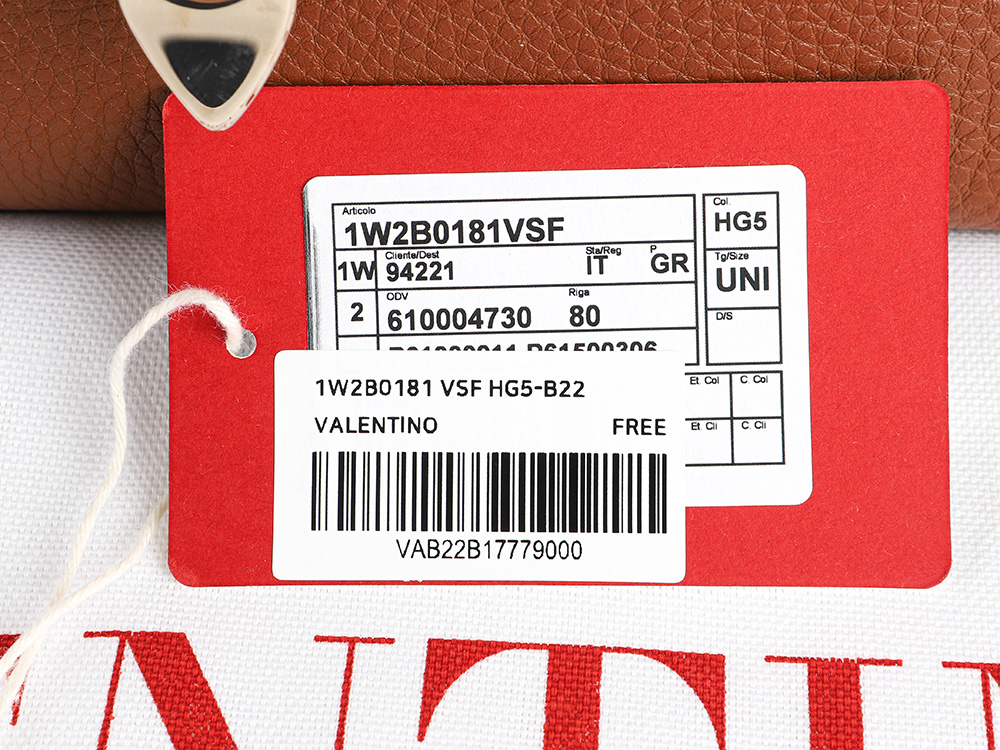 Articolo
1W2B0181VSF
Col.
HG5
1W
Cliente/Dest
94221
Sta/Reg
IT
P
GR
Tg/Size
UNI
2
ODV
610004730
Riga
80
D/S
Et. Col
C. Col
Et. Cli
C. Cli
1W2B0181 VSF HG5-B22
VALENTINO
FREE
VAB22B17779000
NTIN